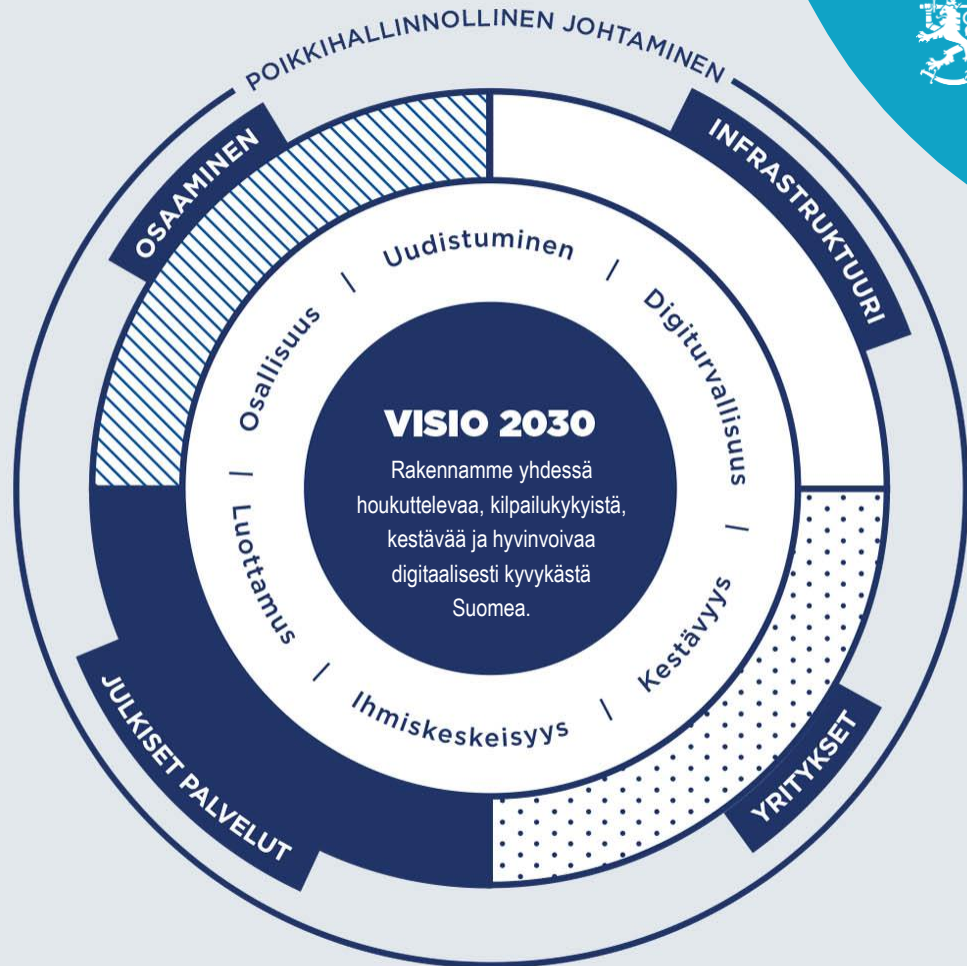 POIKKIHALLINNOLLINEN JOHTAMINEN
OSAAMINEN
INFRASTRUKTUURI
Uudistuminen |
Digiturvallisuus |
Kestävyys |
Ihmiskeskeisyys |
Luottamus |
Osallisuus |
VISIO 2030
Rakennamme yhdessä
houkuttelevaa, kilpailukykyistä,
kestävää ja hyvinvoivaa
digitaalisesti kyvykästä
Suomea.
JULKISET PALVELUT
YRITYKSET